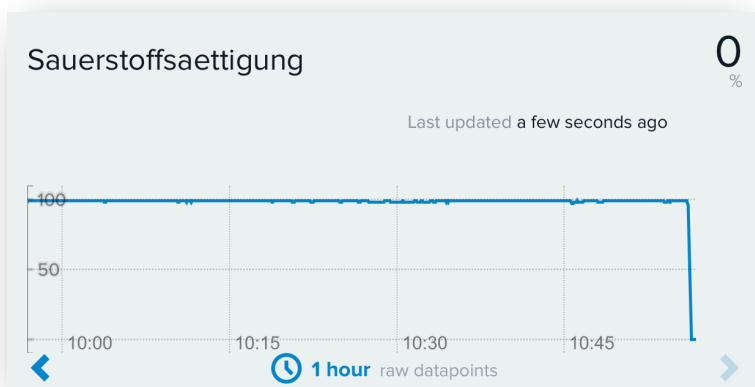 Sauerstoffsaettigung
0
%
Last updated a few seconds ago
100
50
10:00 10:15 10:30 10:45
1 hour raw datapoints